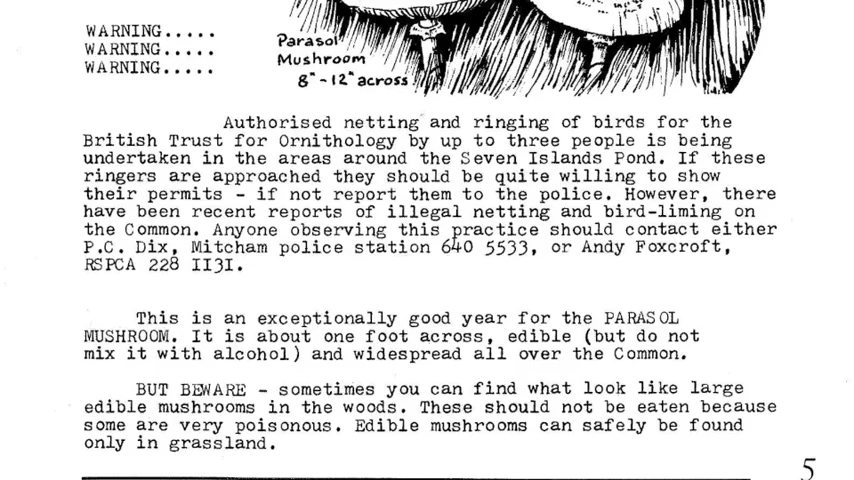 WARNING.....
WARNING.....
WARNING.....
Parasol
Mushroom
8"-12"across
Authorised netting and ringing of birds for the
British Trust for Ornithology by up to three people is being
undertaken in the areas around the Seven Islands Pond. If these
ringers are approached they should be quite willing to show
their permits - if not report them to the police. However, there
have been recent reports of illegal netting and bird-liming on
the Common. Anyone observing this practice should contact either
P.C. Dix, Mitcham police station 640 5533, or Andy Foxcroft,
RSPCA 228 II3I.
This is an exceptionally good year for the PARASOL
MUSHROOM. It is about one foot across, edible (but do not
mix it with alcohol) and widespread all over the Common.
BUT BEWARE - sometimes you can find what look like large
edible mushrooms in the woods. These should not be eaten because
some are very poisonous. Edible mushrooms can safely be found
only in grassland.
5